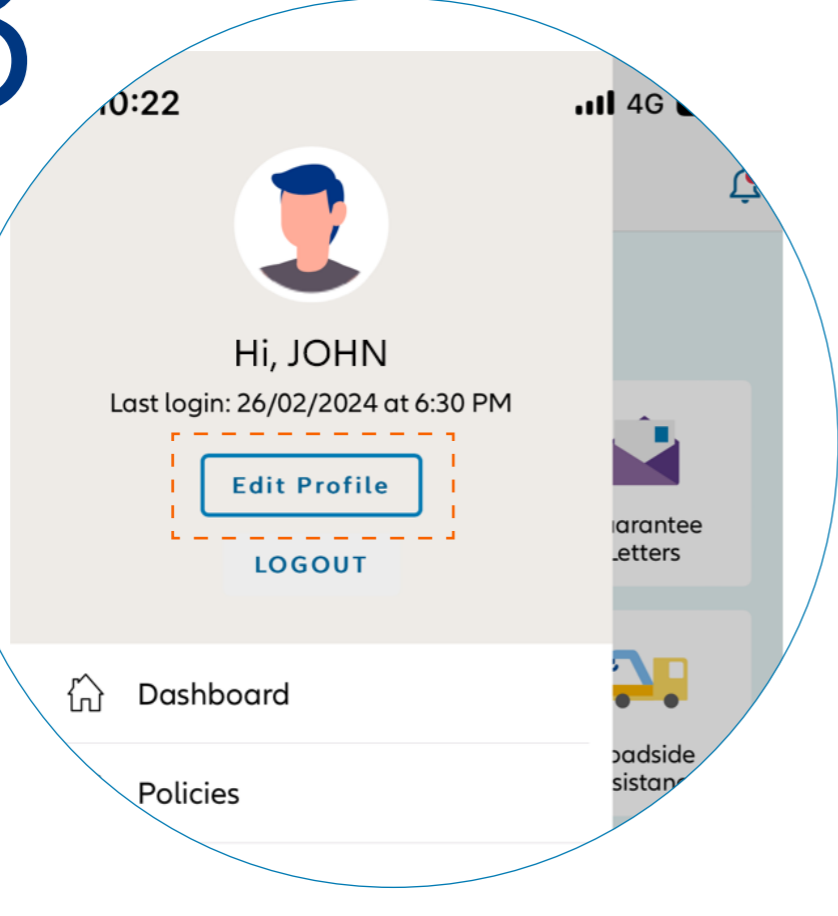 10:22
4G
Hi, JOHN
Last login: 26/02/2024 at 6:30 PM
Edit Profile
LOGOUT
Letters
Dashboard
Policies